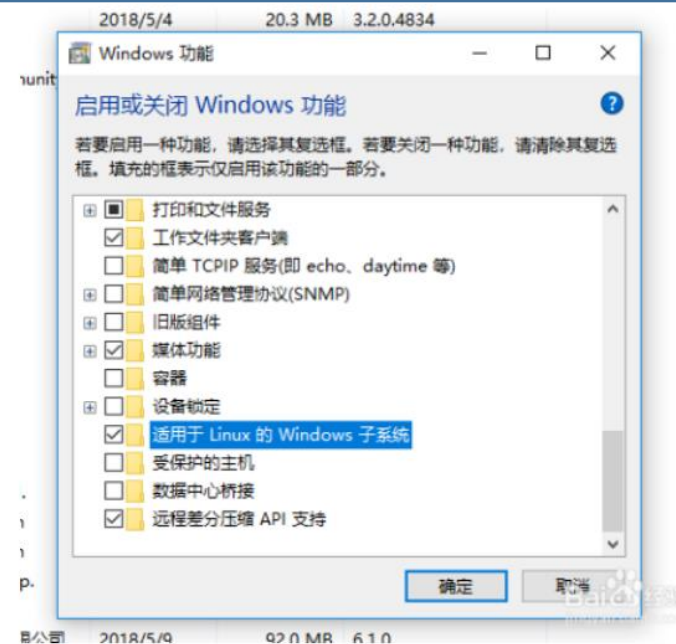 2018/5/4 20.3 MB 3.2.0.4834
Windows 功能
启用或关闭 Windows 功能
若要启用一种功能，请选择其复选框。若要关闭一种功能，请清除其复选
框。填充的框表示仅启用该功能的一部分。
打印和文件服务
工作文件夹客户端
简单 TCPIP 服务(即 echo、daytime 等)
简单网络管理协议(SNMP)
旧版组件
媒体功能
容器
设备锁定
适用于 Linux 的 Windows 子系统
受保护的主机
数据中心桥接
远程差分压缩 API 支持
确定 取消
2018/5/9 92.0 MB 6.1.0